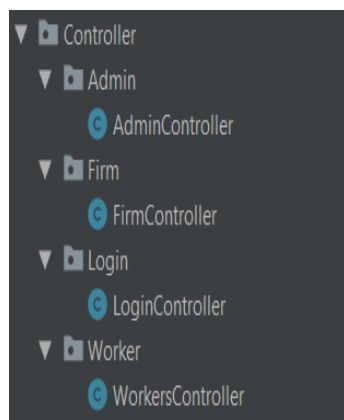 Controller
Admin
AdminController
Firm
FirmController
Login
LoginController
Worker
WorkersController